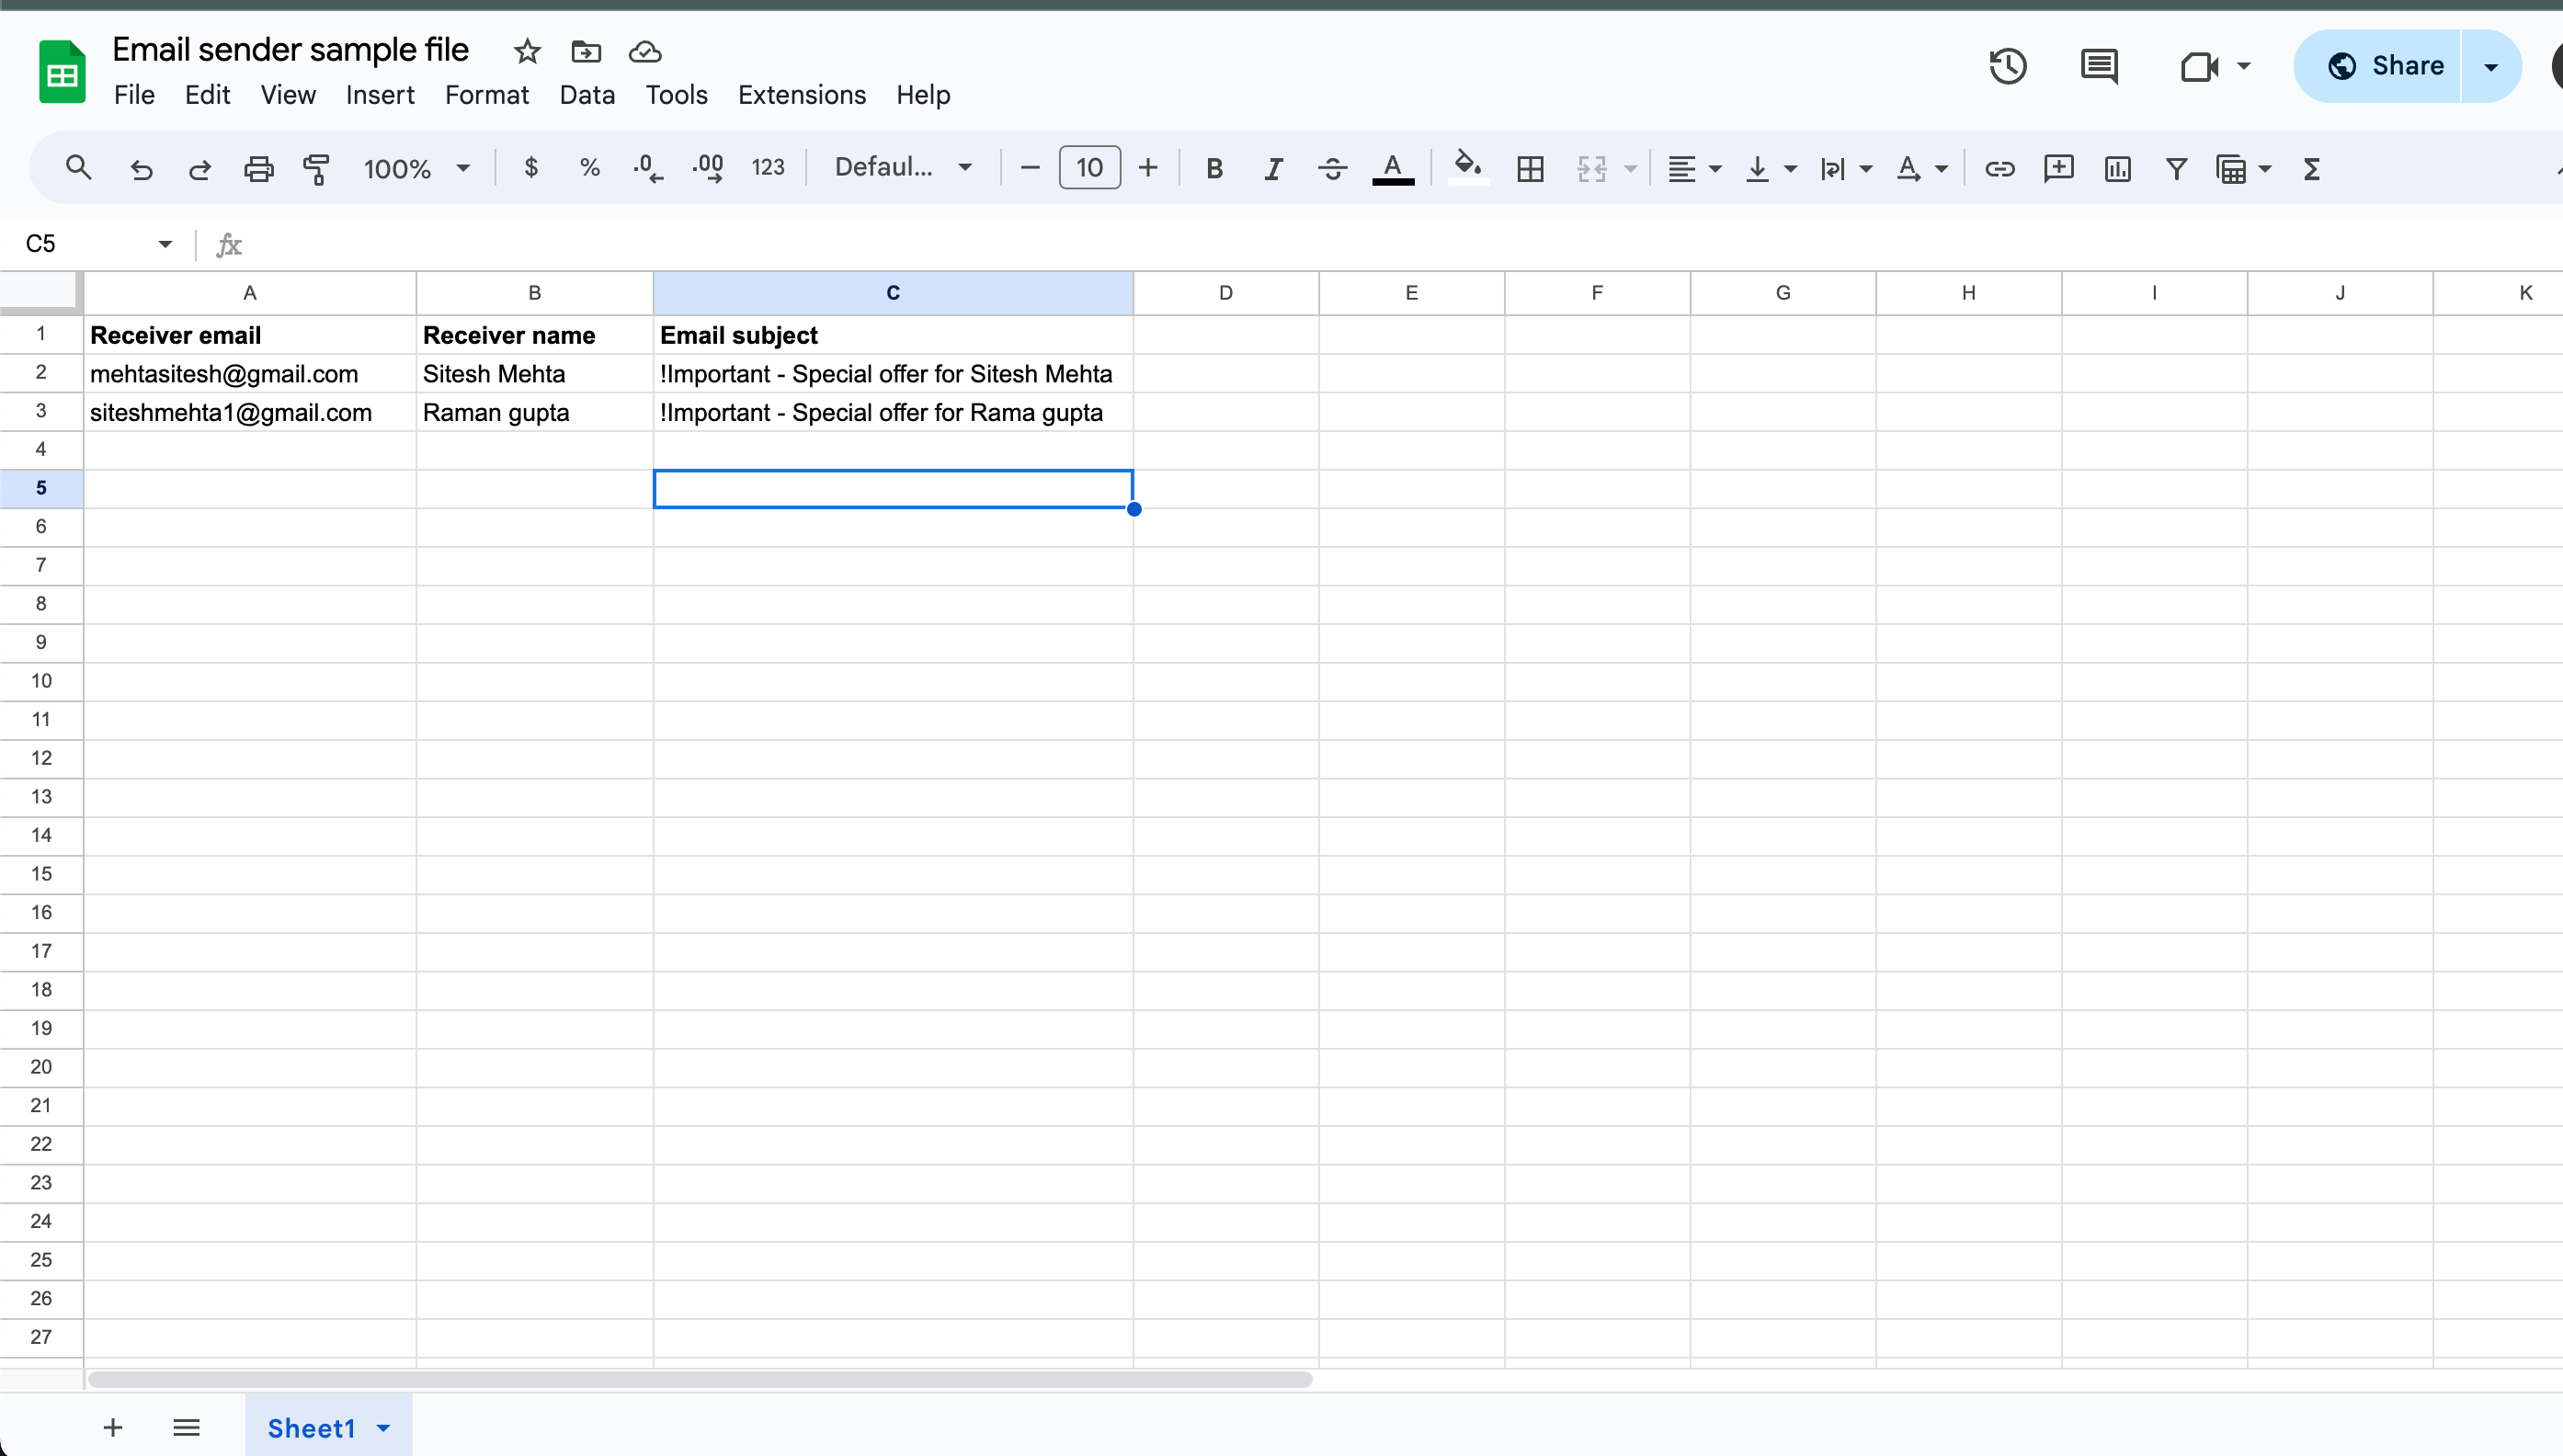 Email sender sample file
File Edit View Insert Format Data Tools Extensions Help
Share
100% $ % .0 .00 123 Defaul... 10 B I A A Σ
C5 fx
A B C D E F G H I J K
1 Receiver email Receiver name Email subject
2 mehtasitesh@gmail.com Sitesh Mehta !Important - Special offer for Sitesh Mehta
3 siteshmehta1@gmail.com Raman gupta !Important - Special offer for Rama gupta
4
5
6
7
8
9
10
11
12
13
14
15
16
17
18
19
20
21
22
23
24
25
26
27
Sheet1